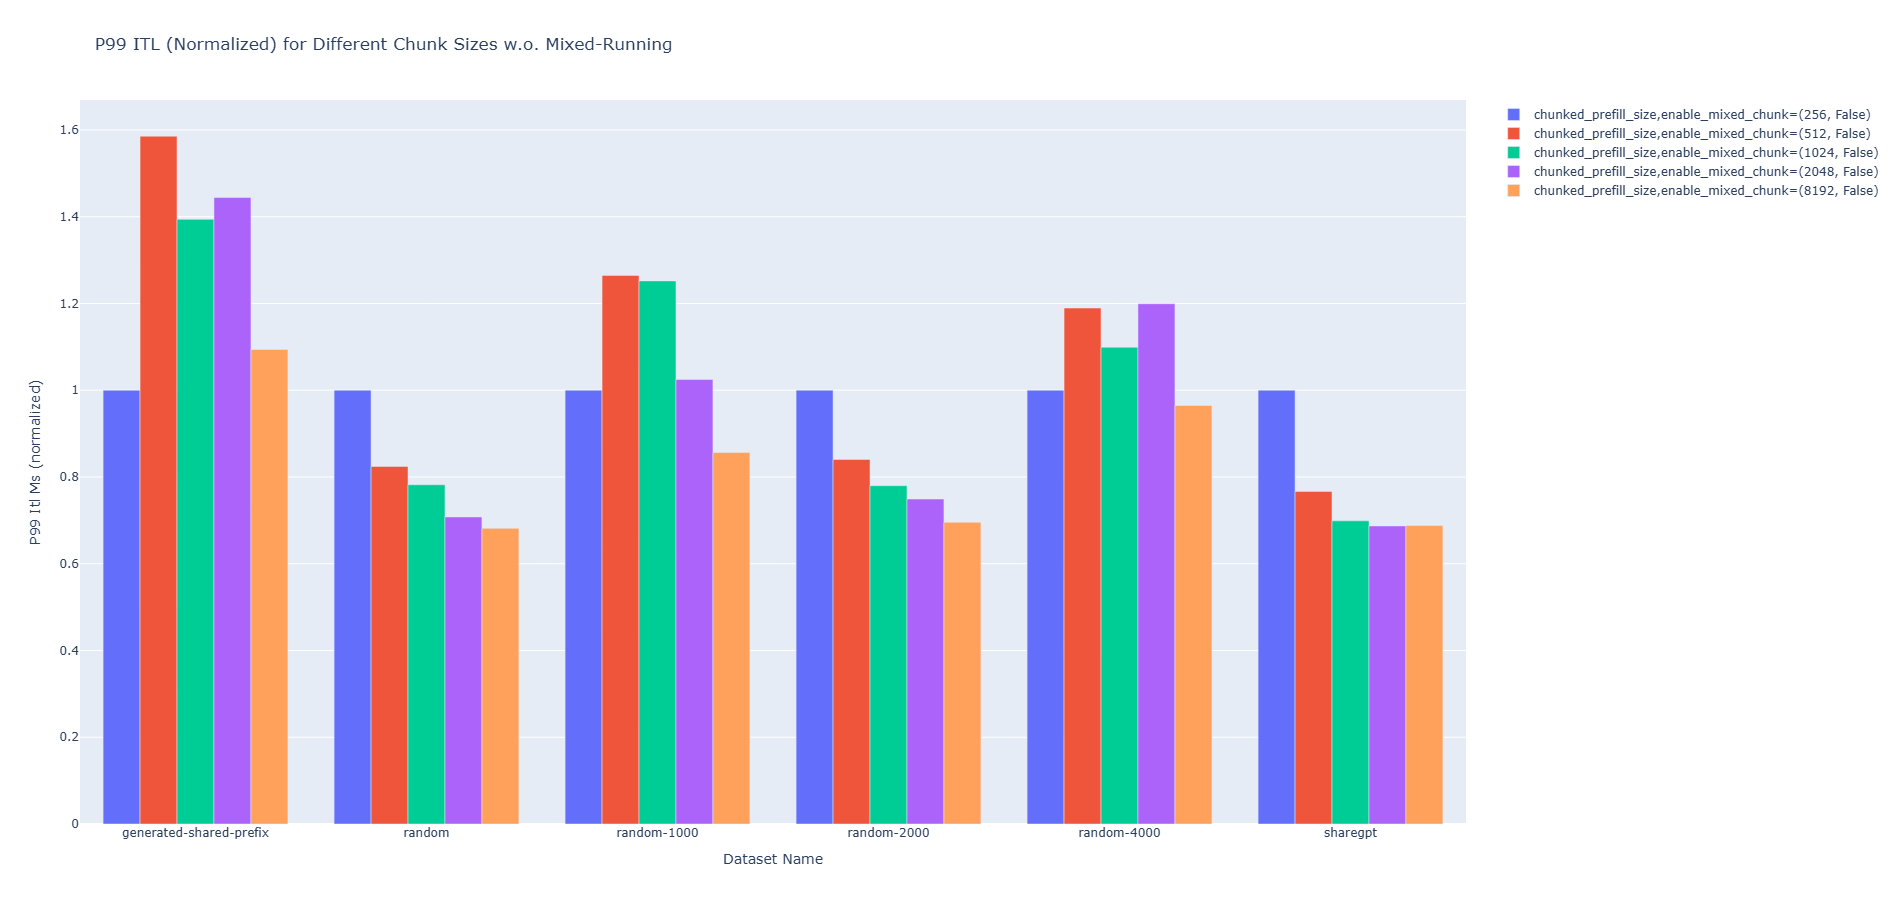 P99 ITL (Normalized) for Different Chunk Sizes w.o. Mixed-Running
chunked_prefill_size,enable_mixed_chunk=(256, False)
chunked_prefill_size,enable_mixed_chunk=(512, False)
chunked_prefill_size,enable_mixed_chunk=(1024, False)
chunked_prefill_size,enable_mixed_chunk=(2048, False)
chunked_prefill_size,enable_mixed_chunk=(8192, False)
P99 Itl Ms (normalized)
1.6
1.4
1.2
1
0.8
0.6
0.4
0.2
0
generated-shared-prefix
random
random-1000
random-2000
random-4000
sharegpt
Dataset Name